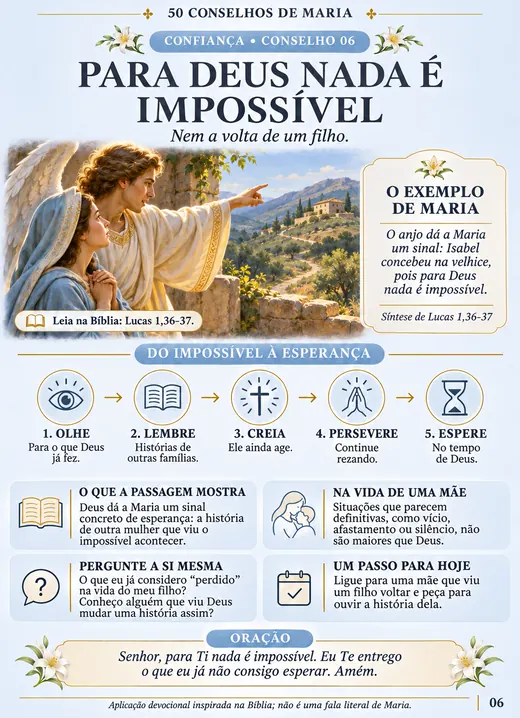 50 CONSELHOS DE MARIA
CONFIANÇA • CONSELHO 06
PARA DEUS NADA É
IMPOSSÍVEL
Nem a volta de um filho.
O EXEMPLO
DE MARIA
O anjo dá a Maria
um sinal: Isabel
concebeu na velhice,
pois para Deus
nada é impossível.
Síntese de Lucas 1,36-37
Leia na Bíblia: Lucas 1,36-37.
DO IMPOSSÍVEL À ESPERANÇA
1. OLHE
Para o que Deus
já fez.
2. LEMBRE
Histórias de
outras famílias.
3. CREIA
Ele ainda age.
4. PERSEVERE
Continue
rezando.
5. ESPERE
No tempo
de Deus.
O QUE A PASSAGEM MOSTRA
Deus dá a Maria um sinal
concreto de esperança: a história
de outra mulher que viu o
impossível acontecer.
NA VIDA DE UMA MÃE
Situações que parecem
definitivas, como vício,
afastamento ou silêncio, não
são maiores que Deus.
PERGUNTE A SI MESMA
O que eu já considero “perdido”
na vida do meu filho?
Conheço alguém que viu Deus
mudar uma história assim?
UM PASSO PARA HOJE
Ligue para uma mãe que viu
um filho voltar e peça para
ouvir a história dela.
ORAÇÃO
Senhor, para Ti nada é impossível. Eu Te entrego
o que eu já não consigo esperar. Amém.
Aplicação devocional inspirada na Bíblia; não é uma fala literal de Maria.
06